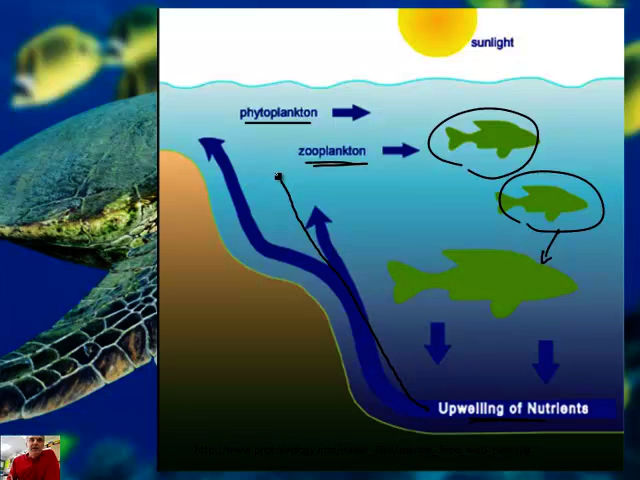 sunlight
phytoplankton
zooplankton
Upwelling of Nutrients